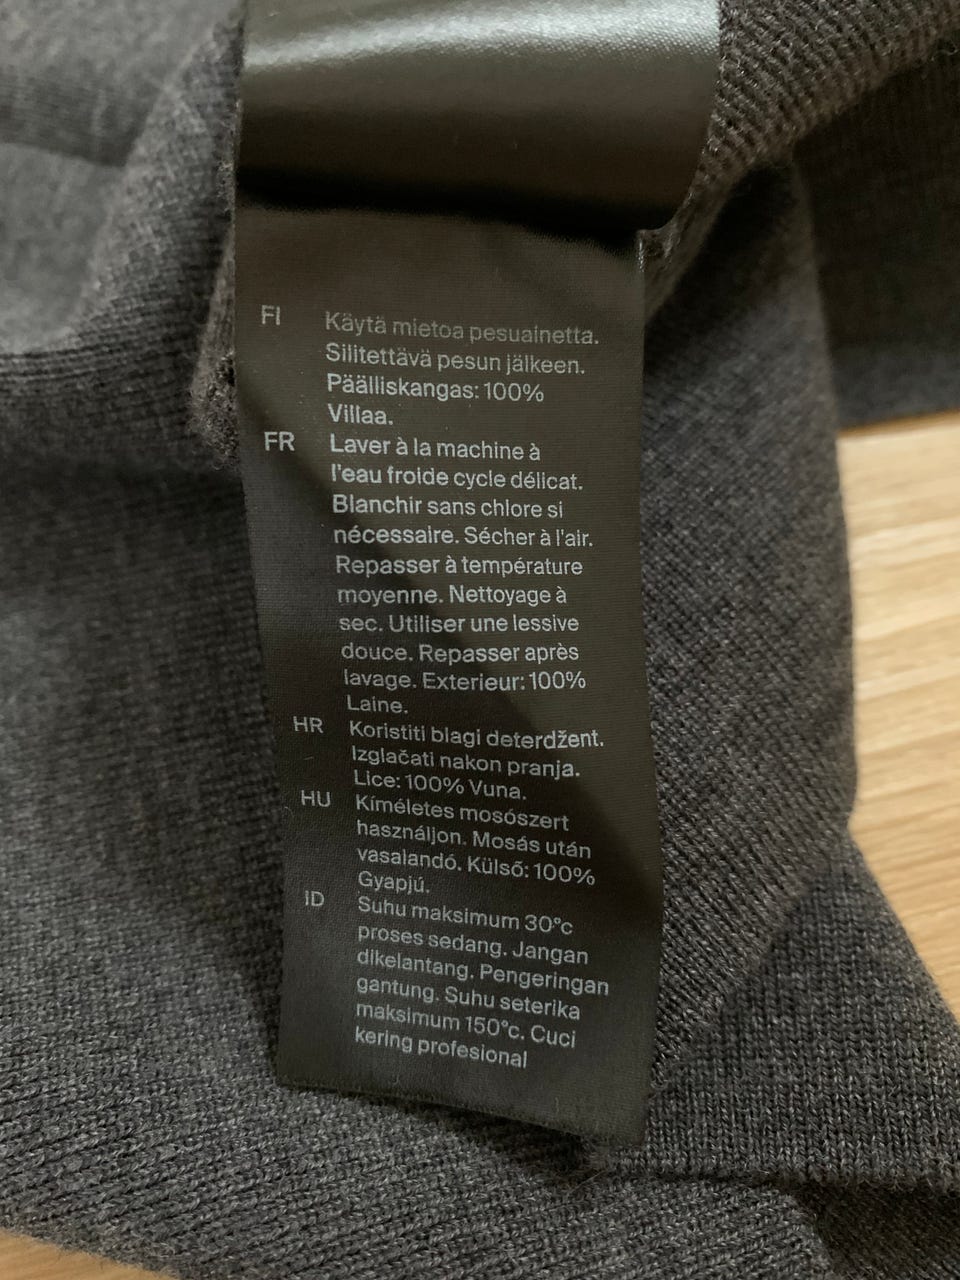 FI Käytä mietoa pesuainetta.
Silitettävä pesun jälkeen.
Päälliskangas: 100%
Villaa.
FR Laver à la machine à
l'eau froide cycle délicat.
Blanchir sans chlore si
nécessaire. Sécher à l'air.
Repasser à température
moyenne. Nettoyage à
sec. Utiliser une lessive
douce. Repasser après
lavage. Exterieur: 100%
Laine.
HR Koristiti blagi deterdžent.
Izglačati nakon pranja.
Lice: 100% Vuna.
HU Kíméletes mosószert
használjon. Mosás után
vasalandó. Külső: 100%
Gyapjú.
ID Suhu maksimum 30°c
proses sedang. Jangan
dikelantang. Pengeringan
gantung. Suhu seterika
maksimum 150°c. Cuci
kering profesional